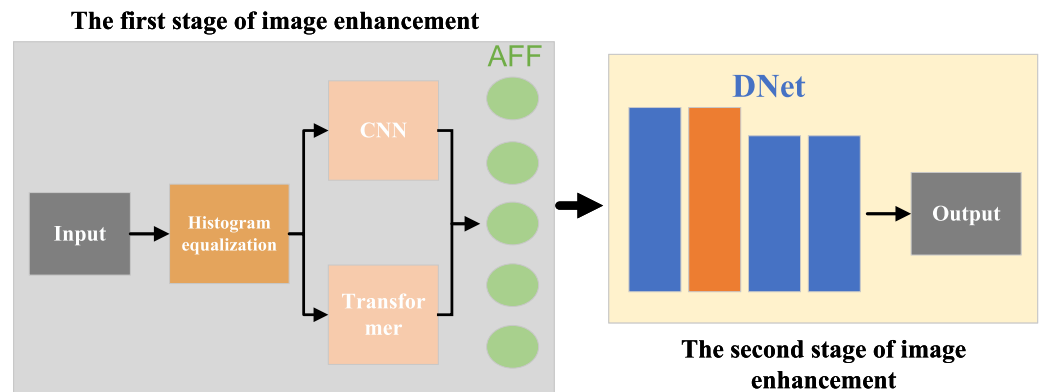 The first stage of image enhancement
AFF
CNN
Input
Histogram
equalization
Transfor
mer
DNet
Output
The second stage of image
enhancement